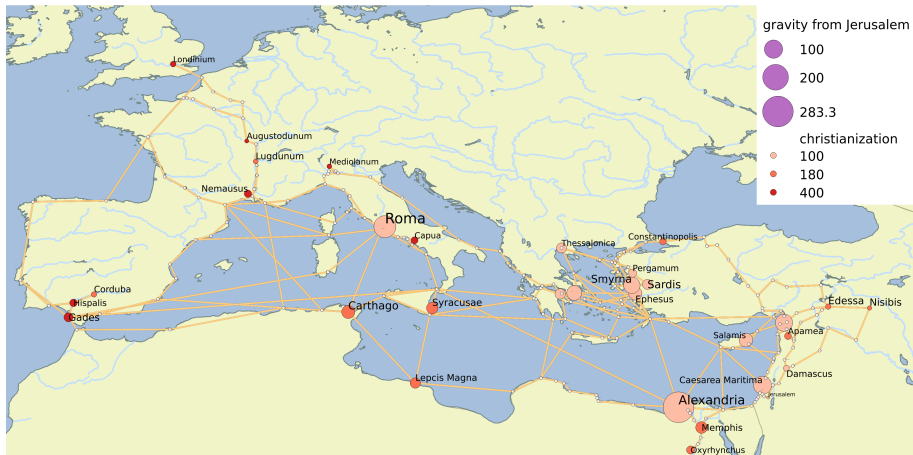 gravity from Jerusalem
100
200
283.3
christianization
100
180
400
Londinium
Augustodunum
Lugdunum
Mediolanum
Nemausus
Roma
Capua
Thessalonica
Constantinopolis
Pergamum
Smyrna
Sardis
Ephesus
Corduba
Hispalis
Gades
Carthago
Syracusae
Edessa
Nisibis
Salamis
Apamea
Lepcis Magna
Caesarea Maritima
Damascus
Jerusalem
Alexandria
Memphis
Oxyrhynchus